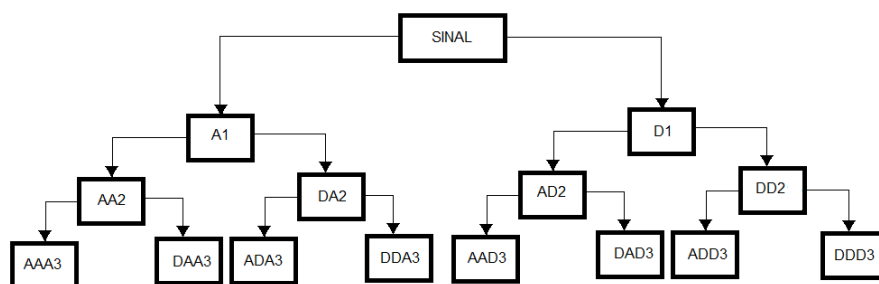 SINAL
A1
D1
AA2
DA2
AD2
DD2
AAA3
DAA3
ADA3
DDA3
AAD3
DAD3
ADD3
DDD3